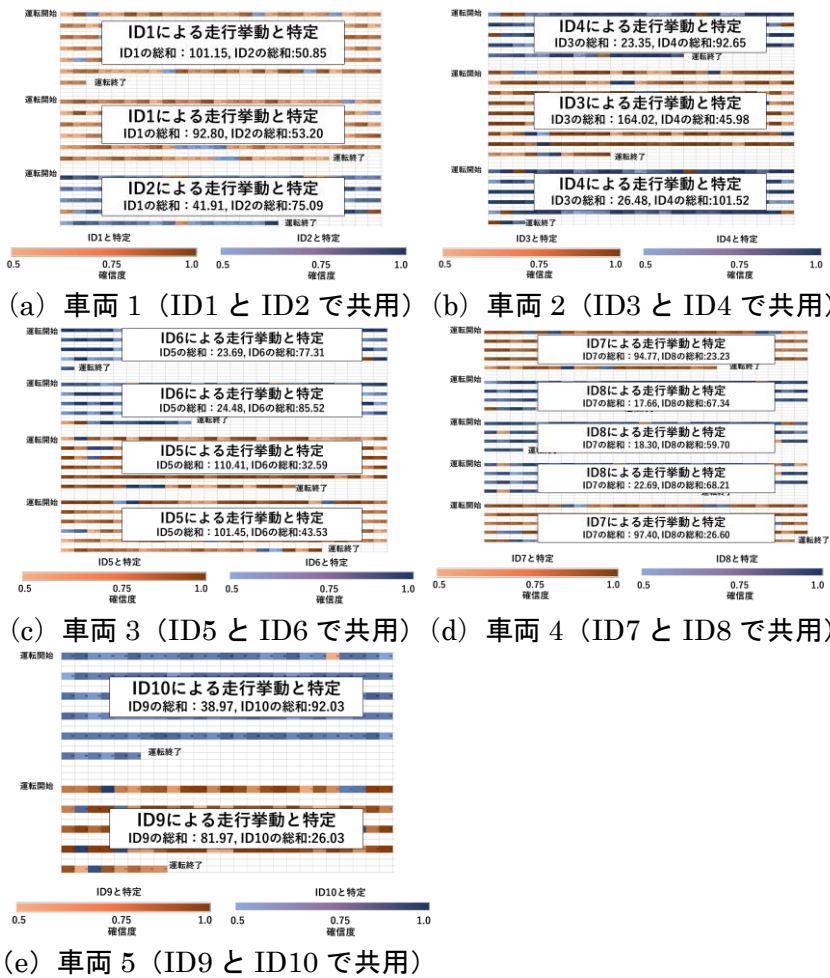 運転開始
ID1による走行挙動と特定
ID1の総和：101.15, ID2の総和:50.85
運転終了
運転開始
ID1による走行挙動と特定
ID1の総和：92.80, ID2の総和:53.20
運転終了
運転開始
ID2による走行挙動と特定
ID1の総和：41.91, ID2の総和:75.09
運転終了
ID1と特定 ID2と特定
0.5 0.75 1.0 0.5 0.75 1.0
確信度 確信度
(a) 車両 1（ID1 と ID2 で共用）
運転開始
ID4による走行挙動と特定
ID3の総和：23.35, ID4の総和:92.65
運転終了
運転開始
ID3による走行挙動と特定
ID3の総和：164.02, ID4の総和:45.98
運転終了
運転開始
ID4による走行挙動と特定
ID3の総和：26.48, ID4の総和:101.52
運転終了
ID3と特定 ID4と特定
0.5 0.75 1.0 0.5 0.75 1.0
確信度 確信度
(b) 車両 2（ID3 と ID4 で共用）
運転開始
ID6による走行挙動と特定
ID5の総和：23.69, ID6の総和:77.31
運転終了
運転開始
ID6による走行挙動と特定
ID5の総和：24.48, ID6の総和:85.52
運転終了
運転開始
ID5による走行挙動と特定
ID5の総和：110.41, ID6の総和:32.59
運転終了
運転開始
ID5による走行挙動と特定
ID5の総和：101.45, ID6の総和:43.53
運転終了
ID5と特定 ID6と特定
0.5 0.75 1.0 0.5 0.75 1.0
確信度 確信度
(c) 車両 3（ID5 と ID6 で共用）
運転開始
ID7による走行挙動と特定
ID7の総和：94.77, ID8の総和:23.23
運転終了
運転開始
ID8による走行挙動と特定
ID7の総和：17.66, ID8の総和:67.34
運転開始
ID8による走行挙動と特定
ID7の総和：18.30, ID8の総和:59.70
運転終了
運転開始
ID8による走行挙動と特定
ID7の総和：22.69, ID8の総和:68.21
運転開始
ID7による走行挙動と特定
ID7の総和：97.40, ID8の総和:26.60
運転終了
ID7と特定 ID8と特定
0.5 0.75 1.0 0.5 0.75 1.0
確信度 確信度
(d) 車両 4（ID7 と ID8 で共用）
運転開始
ID10による走行挙動と特定
ID9の総和：38.97, ID10の総和:92.03
運転終了
運転開始
ID9による走行挙動と特定
ID9の総和：81.97, ID10の総和:26.03
運転終了
ID9と特定 ID10と特定
0.5 0.75 1.0 0.5 0.75 1.0
確信度 確信度
(e) 車両 5（ID9 と ID10 で共用）